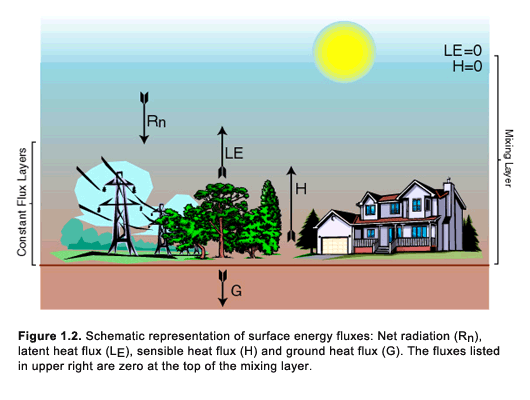 LE=0
H=0
Rn
LE
H
G
Constant Flux Layers
Mixing Layer
Figure 1.2. Schematic representation of surface energy fluxes: Net radiation (Rn),
latent heat flux (LE), sensible heat flux (H) and ground heat flux (G). The fluxes listed
in upper right are zero at the top of the mixing layer.